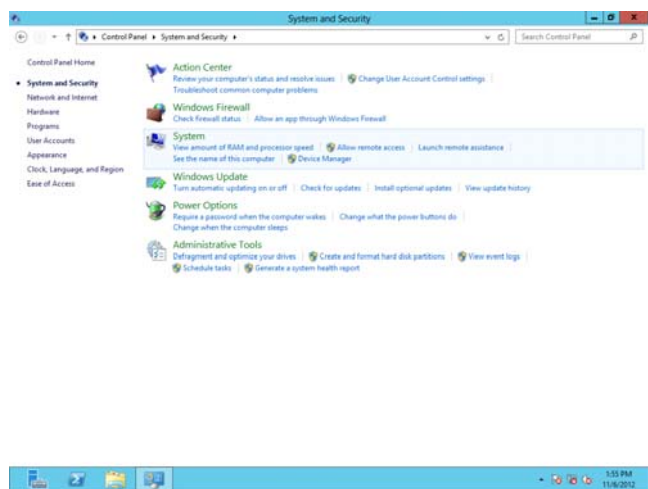 System and Security
Control Panel ▸ System and Security ▸
Search Control Panel
Control Panel Home
System and Security
Network and Internet
Hardware
Programs
User Accounts
Appearance
Clock, Language, and Region
Ease of Access
Action Center
Review your computer's status and resolve issues | Change User Account Control settings |
Troubleshoot common computer problems
Windows Firewall
Check firewall status | Allow an app through Windows Firewall
System
View amount of RAM and processor speed | Allow remote access | Launch remote assistance |
See the name of this computer | Device Manager
Windows Update
Turn automatic updating on or off | Check for updates | Install optional updates | View update history
Power Options
Require a password when the computer wakes | Change what the power buttons do |
Change when the computer sleeps
Administrative Tools
Defragment and optimize your drives | Create and format hard disk partitions | View event logs |
Schedule tasks | Generate a system health report
1:55 PM
11/6/2012